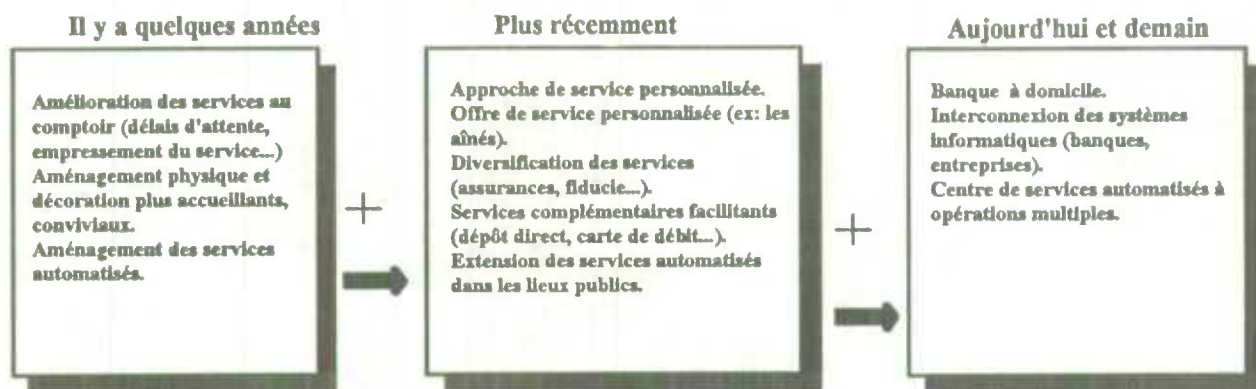 Il y a quelques années
Amélioration des services au
comptoir (délais d'attente,
empressement du service...)
Aménagement physique et
décoration plus accueillants,
conviviaux.
Aménagement des services
automatisés.
+
Plus récemment
Approche de service personnalisée.
Offre de service personnalisée (ex: les
aînés).
Diversification des services
(assurances, fiducie...).
Services complémentaires facilitants
(dépôt direct, carte de débit...).
Extension des services automatisés
dans les lieux publics.
+
Aujourd'hui et demain
Banque à domicile.
Interconnexion des systèmes
informatiques (banques,
entreprises).
Centre de services automatisés à
opérations multiples.